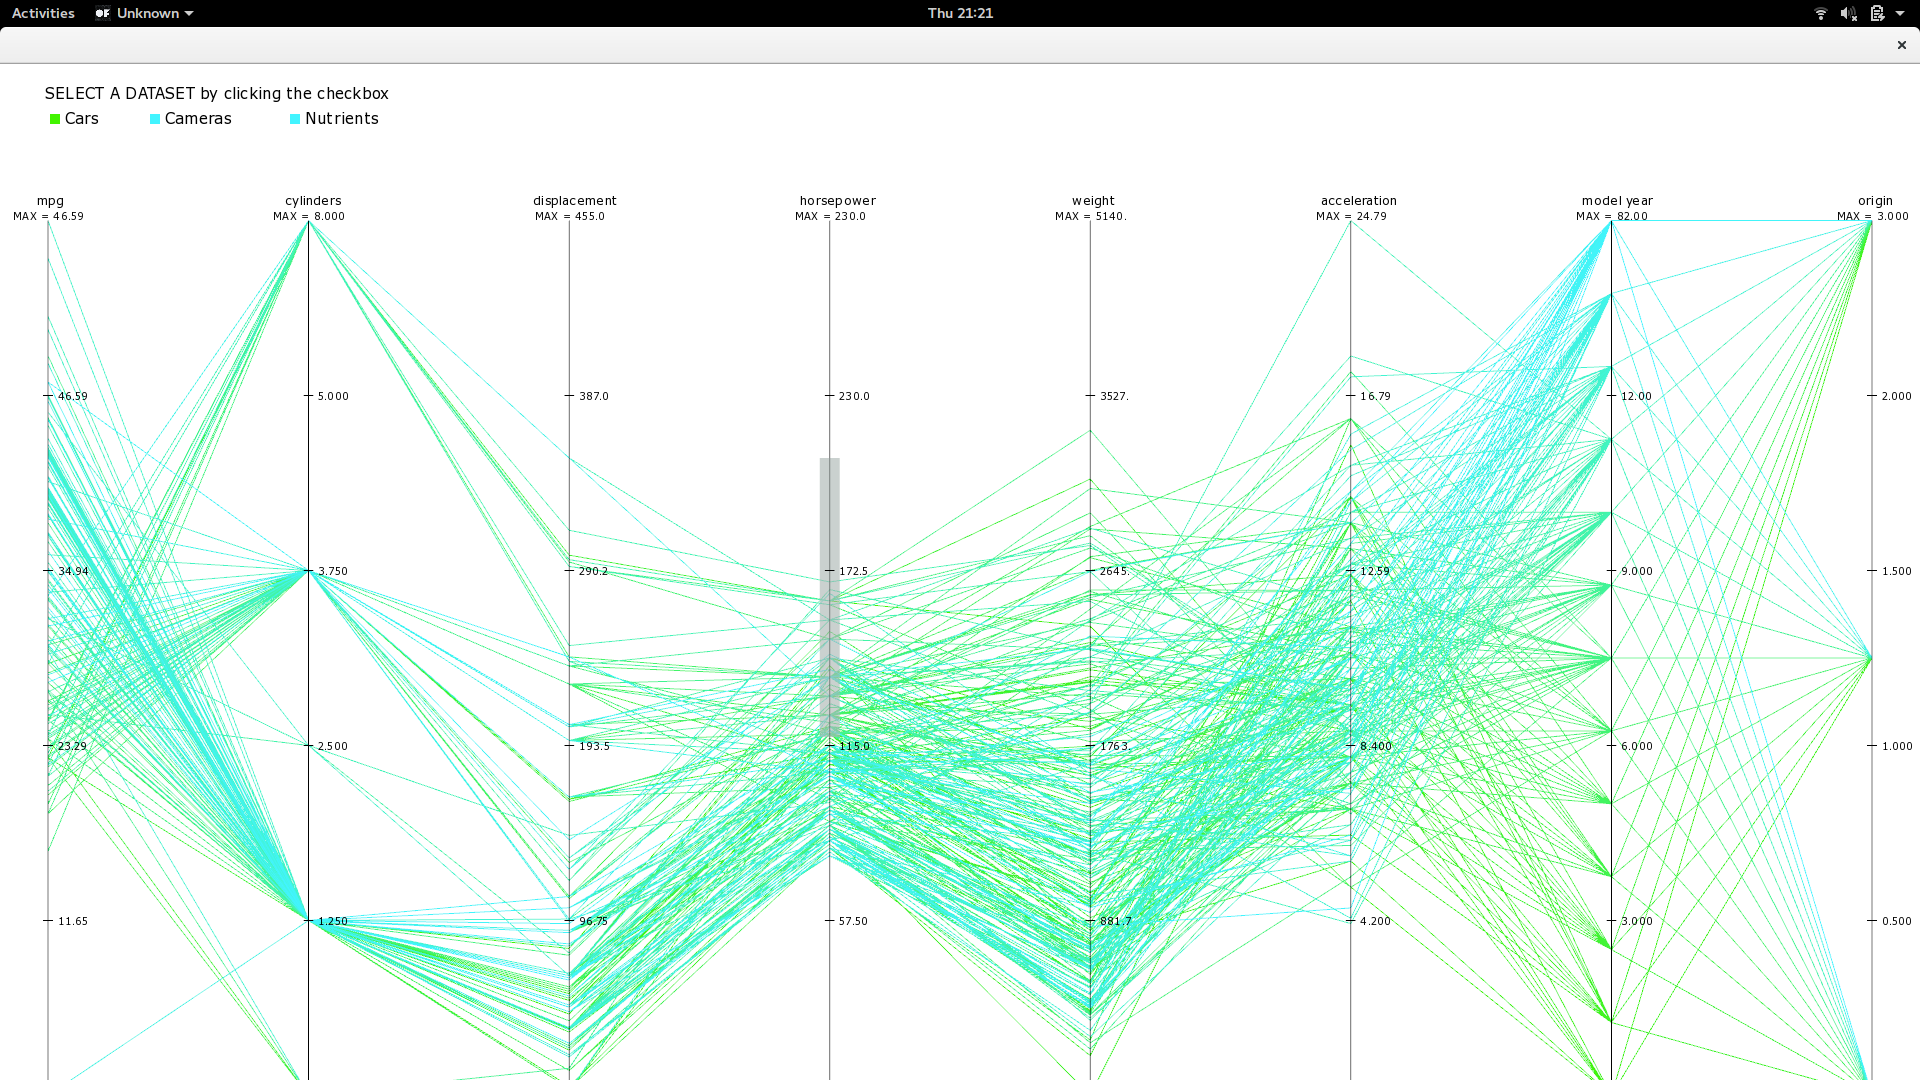 Activities Unknown Thu 21:21
SELECT A DATASET by clicking the checkbox
Cars Cameras Nutrients
mpg cylinders displacement horsepower weight acceleration model year origin
MAX = 46.59 MAX = 8.000 MAX = 455.0 MAX = 230.0 MAX = 5140. MAX = 24.79 MAX = 82.00 MAX = 3.000
46.59 5.000 387.0 230.0 3527. 16.79 12.00 2.000
34.94 3.750 290.2 172.5 2645. 12.59 9.000 1.500
23.29 2.500 193.5 115.0 1763. 8.400 6.000 1.000
11.65 1.250 96.75 57.50 881.7 4.200 3.000 0.500